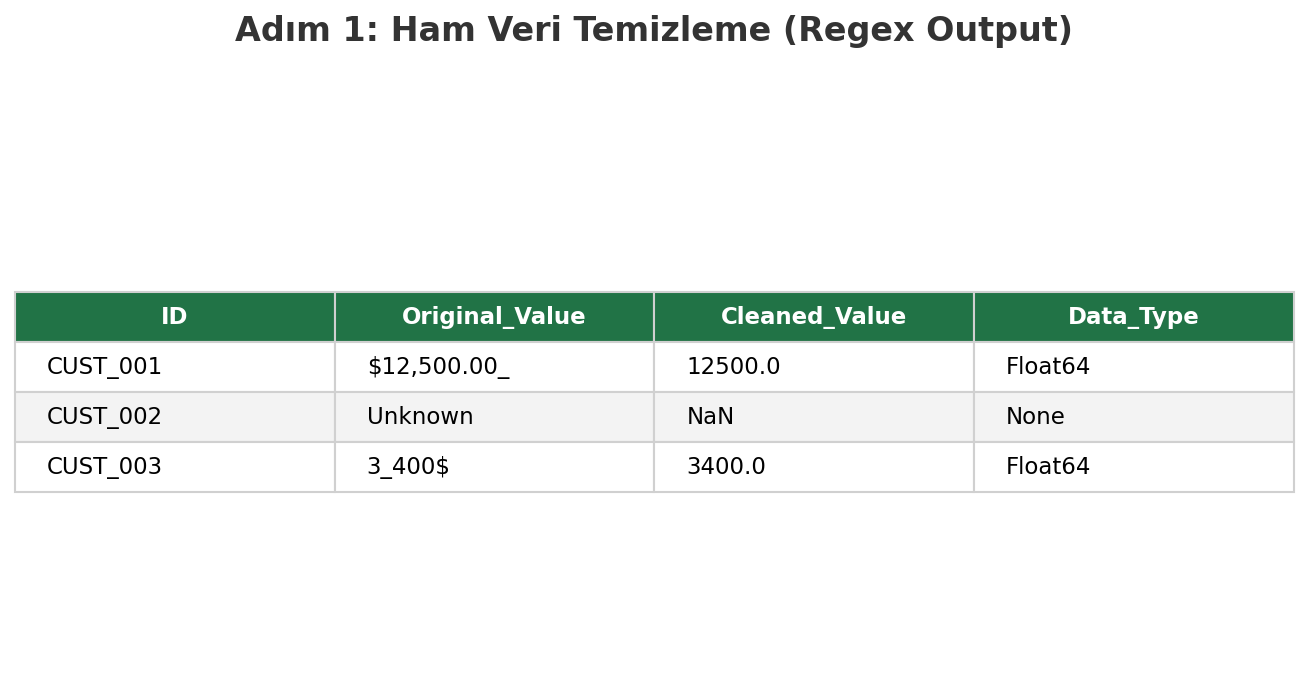 Adım 1: Ham Veri Temizleme (Regex Output)
ID Original_Value Cleaned_Value Data_Type
CUST_001 $12,500.00_ 12500.0 Float64
CUST_002 Unknown NaN None
CUST_003 3_400$ 3400.0 Float64